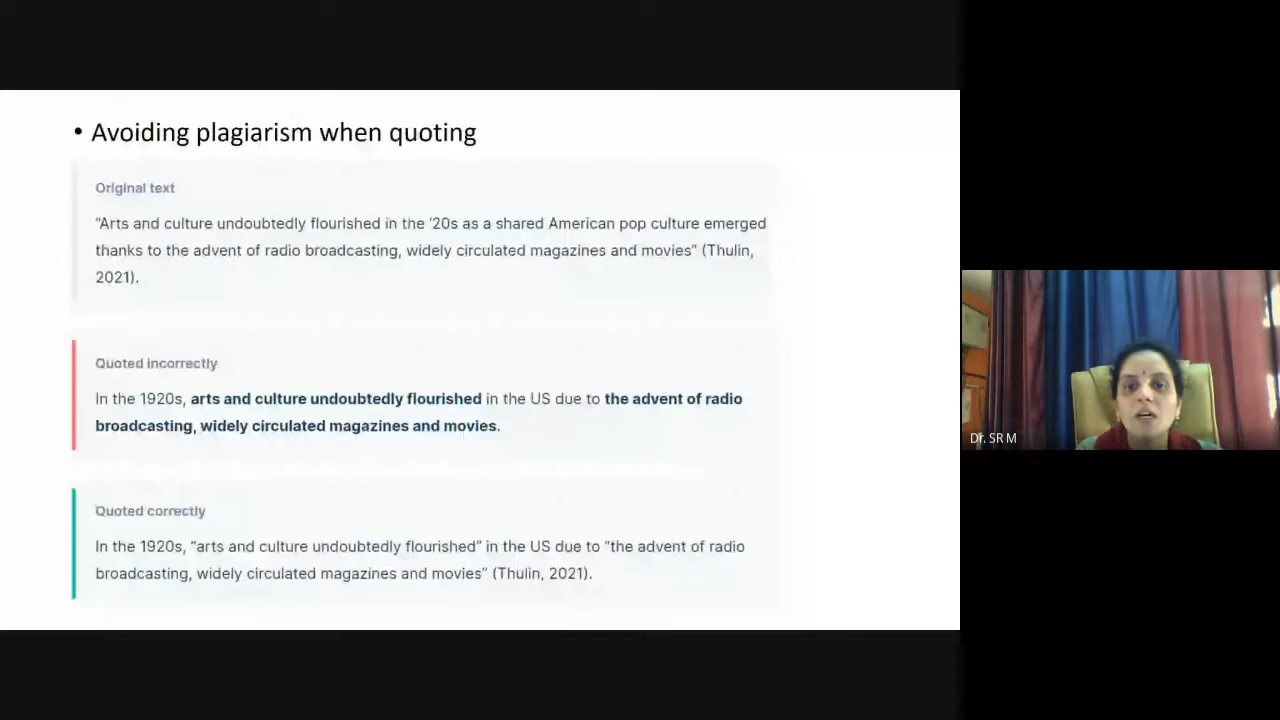 • Avoiding plagiarism when quoting
Original text
“Arts and culture undoubtedly flourished in the ’20s as a shared American pop culture emerged
thanks to the advent of radio broadcasting, widely circulated magazines and movies” (Thulin,
2021).
Quoted incorrectly
In the 1920s, arts and culture undoubtedly flourished in the US due to the advent of radio
broadcasting, widely circulated magazines and movies.
Quoted correctly
In the 1920s, “arts and culture undoubtedly flourished” in the US due to “the advent of radio
broadcasting, widely circulated magazines and movies” (Thulin, 2021).
Dr. SR M